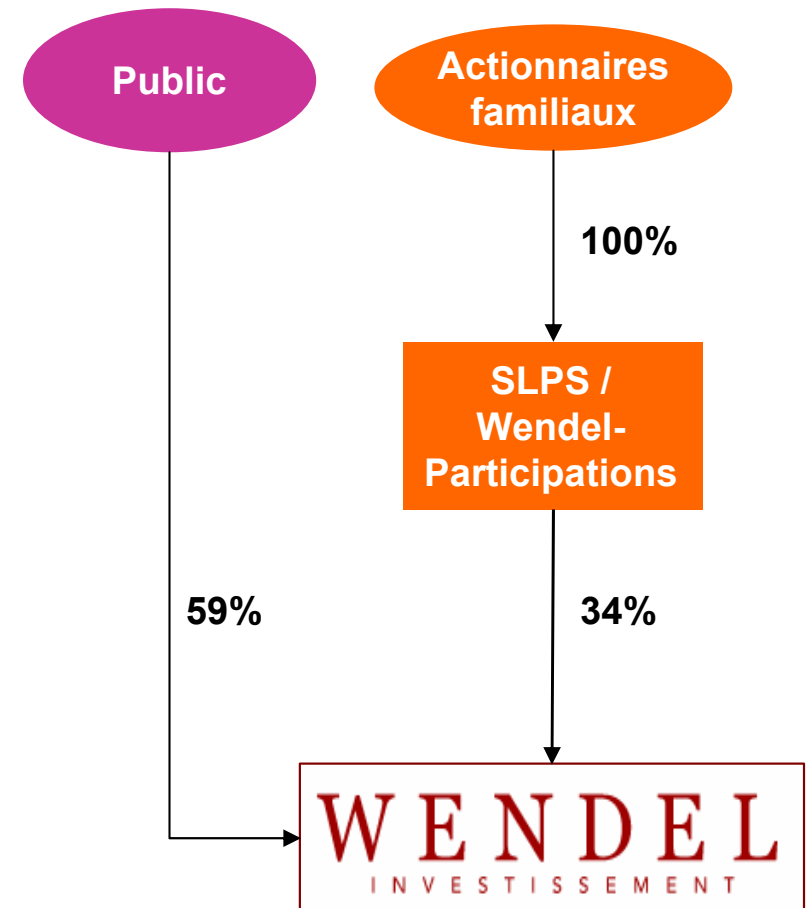 Public
Actionnaires
familiaux
100%
SLPS /
Wendel-
Participations
59%
34%
WENDEL
INVESTISSEMENT